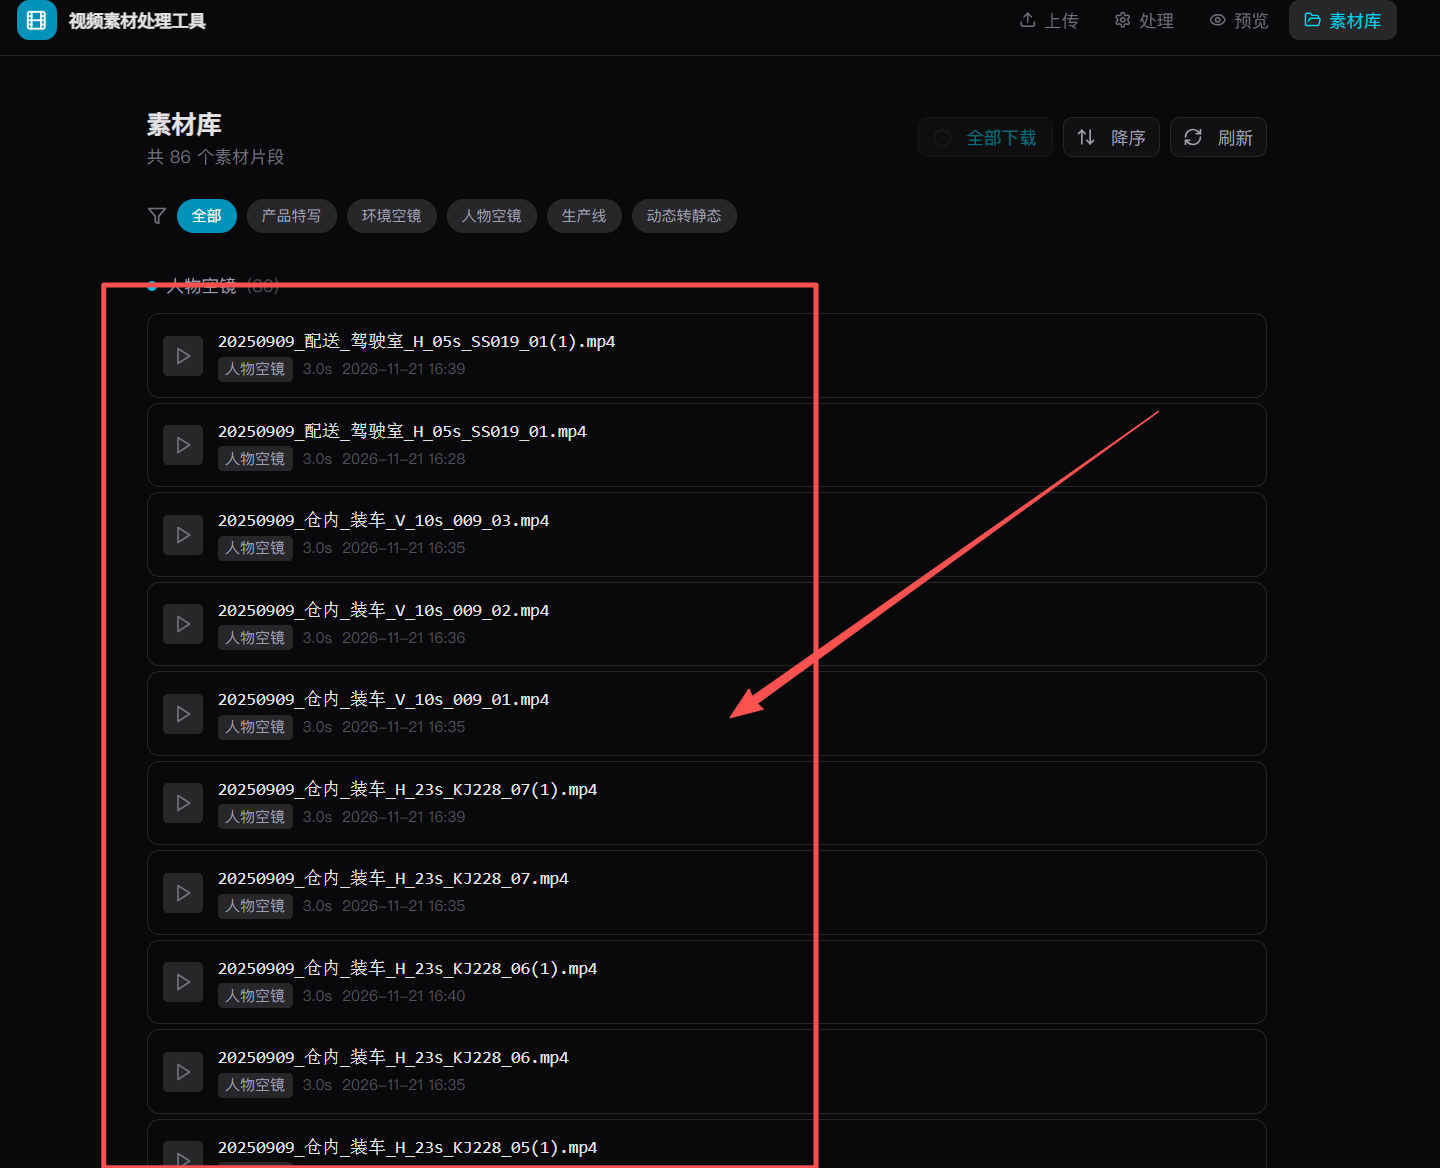 视频素材处理工具
上传
处理
预览
素材库
素材库
共 86 个素材片段
全部下载
降序
刷新
全部
产品特写
环境空镜
人物空镜
生产线
动态转静态
人物空镜 (86)
20250909_配送_驾驶室_H_05s_SS019_01(1).mp4
人物空镜 3.0s 2026-11-21 16:39
20250909_配送_驾驶室_H_05s_SS019_01.mp4
人物空镜 3.0s 2026-11-21 16:28
20250909_仓内_装车_V_10s_009_03.mp4
人物空镜 3.0s 2026-11-21 16:35
20250909_仓内_装车_V_10s_009_02.mp4
人物空镜 3.0s 2026-11-21 16:36
20250909_仓内_装车_V_10s_009_01.mp4
人物空镜 3.0s 2026-11-21 16:35
20250909_仓内_装车_H_23s_KJ228_07(1).mp4
人物空镜 3.0s 2026-11-21 16:39
20250909_仓内_装车_H_23s_KJ228_07.mp4
人物空镜 3.0s 2026-11-21 16:35
20250909_仓内_装车_H_23s_KJ228_06(1).mp4
人物空镜 3.0s 2026-11-21 16:40
20250909_仓内_装车_H_23s_KJ228_06.mp4
人物空镜 3.0s 2026-11-21 16:35
20250909_仓内_装车_H_23s_KJ228_05(1).mp4